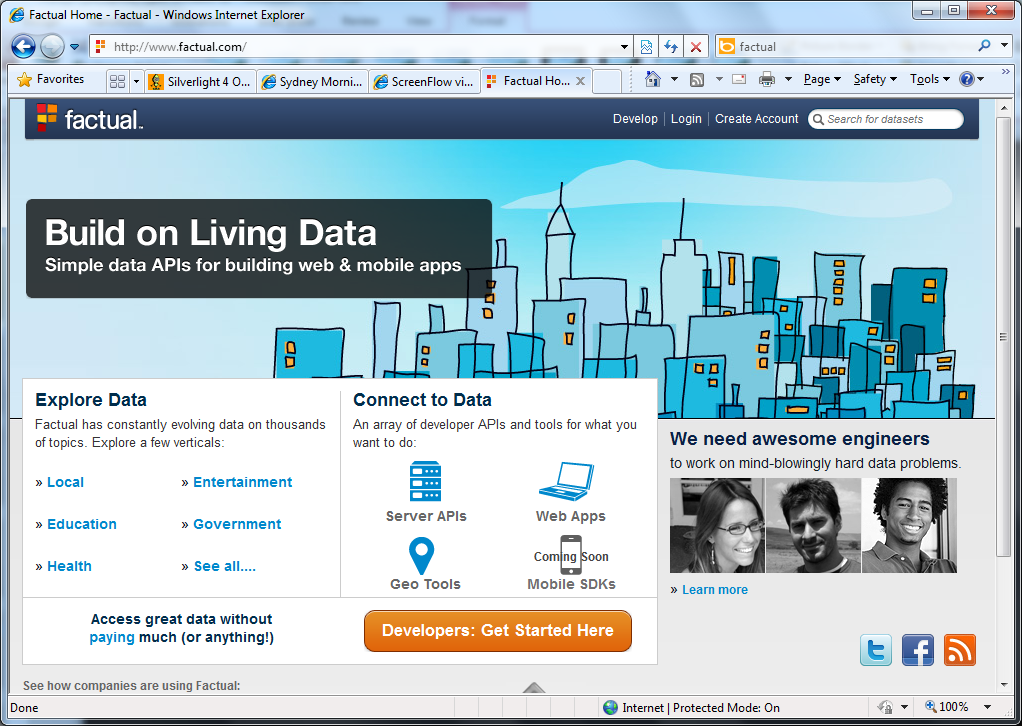 Factual Home - Factual - Windows Internet Explorer
http://www.factual.com/
factual
Favorites
Silverlight 4 O...
Sydney Morni...
ScreenFlow vi...
Factual Ho...
Page
Safety
Tools
factual™
Develop
Login
Create Account
Search for datasets
Build on Living Data
Simple data APIs for building web & mobile apps
Explore Data
Factual has constantly evolving data on thousands
of topics. Explore a few verticals:
» Local
» Entertainment
» Education
» Government
» Health
» See all....
Connect to Data
An array of developer APIs and tools for what you
want to do:
Server APIs
Web Apps
Geo Tools
Coming Soon
Mobile SDKs
Access great data without
paying much (or anything!)
Developers: Get Started Here
We need awesome engineers
to work on mind-blowingly hard data problems.
» Learn more
See how companies are using Factual:
Done
Internet | Protected Mode: On
100%